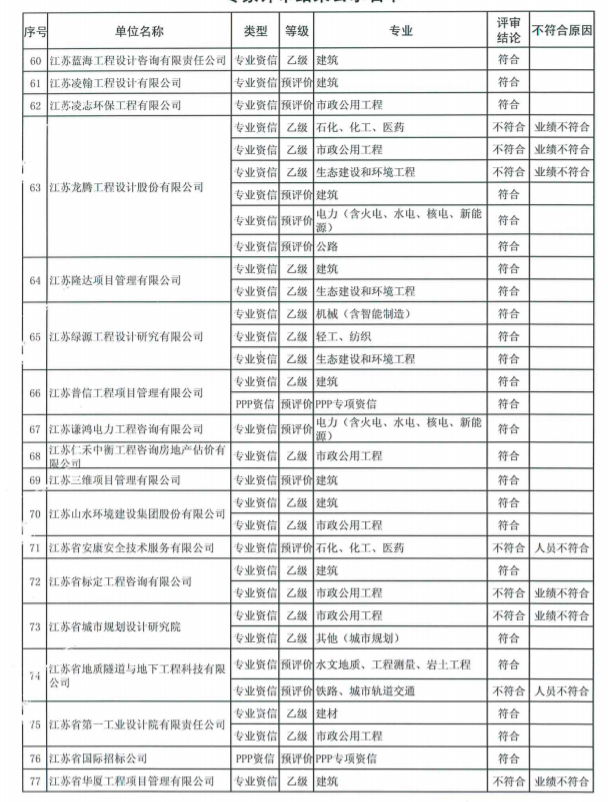 序号 单位名称 类型 等级 专业 评审结论 不符合原因
60 江苏蓝海工程设计咨询有限责任公司 专业资信 乙级 建筑 符合
61 江苏凌翰工程设计有限公司 专业资信 预评价 建筑 符合
62 江苏凌志环保工程有限公司 专业资信 预评价 市政公用工程 符合
63 江苏龙腾工程设计股份有限公司 专业资信 乙级 石化、化工、医药 不符合 业绩不符合
专业资信 乙级 市政公用工程 不符合 业绩不符合
专业资信 乙级 生态建设和环境工程 不符合 业绩不符合
专业资信 预评价 建筑 符合
专业资信 预评价 电力（含火电、水电、核电、新能源） 符合
专业资信 预评价 公路 符合
64 江苏隆达项目管理有限公司 专业资信 乙级 建筑 符合
专业资信 乙级 生态建设和环境工程 符合
65 江苏绿源工程设计研究有限公司 专业资信 乙级 机械（含智能制造） 符合
专业资信 乙级 轻工、纺织 符合
专业资信 乙级 生态建设和环境工程 符合
66 江苏普信工程项目管理有限公司 专业资信 乙级 建筑 符合
PPP资信 预评价 PPP专项资信 符合
67 江苏谦鸿电力工程咨询有限公司 专业资信 预评价 电力（含火电、水电、核电、新能源） 符合
68 江苏仁禾中衡工程咨询房地产估价有限公司 专业资信 乙级 市政公用工程 符合
69 江苏三维项目管理有限公司 专业资信 预评价 建筑 符合
70 江苏山水环境建设集团股份有限公司 专业资信 乙级 建筑 符合
专业资信 乙级 市政公用工程 符合
71 江苏省安康安全技术服务有限公司 专业资信 预评价 石化、化工、医药 不符合 人员不符合
72 江苏省标定工程咨询有限公司 专业资信 乙级 建筑 符合
专业资信 乙级 市政公用工程 不符合 业绩不符合
73 江苏省城市规划设计研究院 专业资信 乙级 市政公用工程 不符合 业绩不符合
专业资信 乙级 其他（城市规划） 符合
74 江苏省地质隧道与地下工程科技有限公司 专业资信 预评价 水文地质、工程测量、岩土工程 符合
专业资信 预评价 铁路、城市轨道交通 不符合 人员不符合
75 江苏省第一工业设计院有限责任公司 专业资信 乙级 建材 符合
专业资信 乙级 市政公用工程 符合
76 江苏省国际招标公司 PPP资信 预评价 PPP专项资信 符合
77 江苏省华厦工程项目管理有限公司 专业资信 乙级 建筑 不符合 业绩不符合